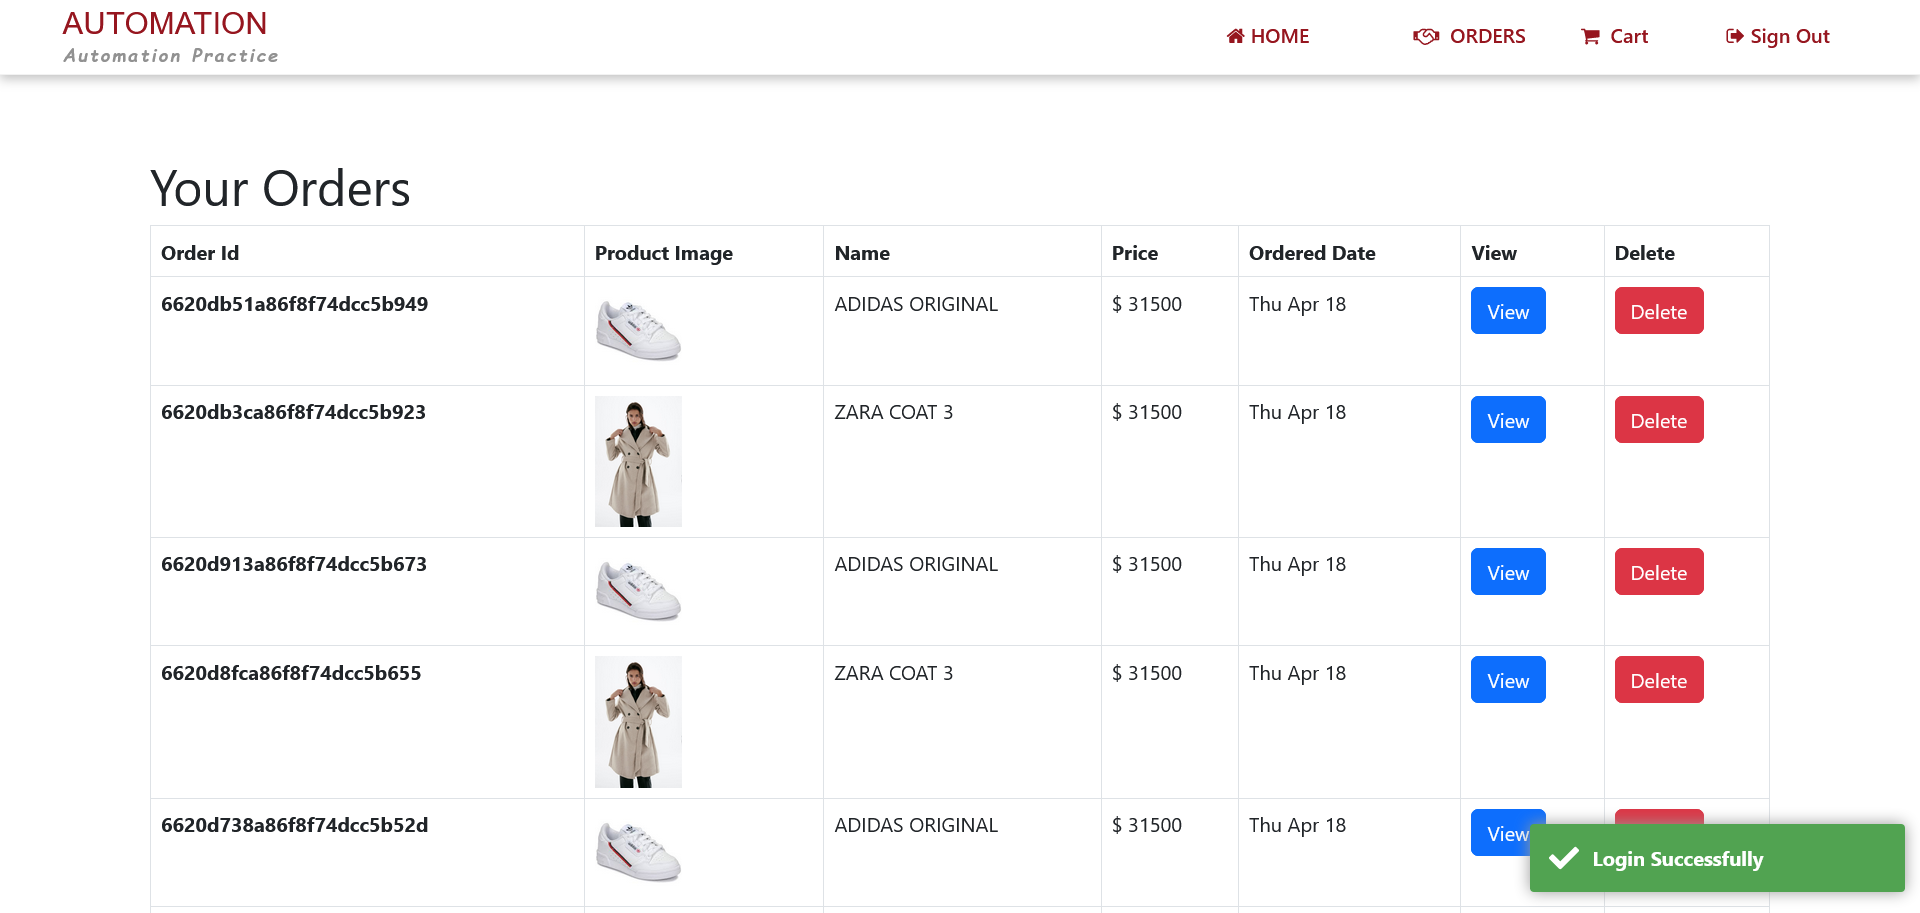 AUTOMATION
Automation Practice
HOME ORDERS Cart Sign Out
Your Orders
Order Id Product Image Name Price Ordered Date View Delete
6620db51a86f8f74dcc5b949 ADIDAS ORIGINAL $ 31500 Thu Apr 18 View Delete
6620db3ca86f8f74dcc5b923 ZARA COAT 3 $ 31500 Thu Apr 18 View Delete
6620d913a86f8f74dcc5b673 ADIDAS ORIGINAL $ 31500 Thu Apr 18 View Delete
6620d8fca86f8f74dcc5b655 ZARA COAT 3 $ 31500 Thu Apr 18 View Delete
6620d738a86f8f74dcc5b52d ADIDAS ORIGINAL $ 31500 Thu Apr 18 View
Login Successfully